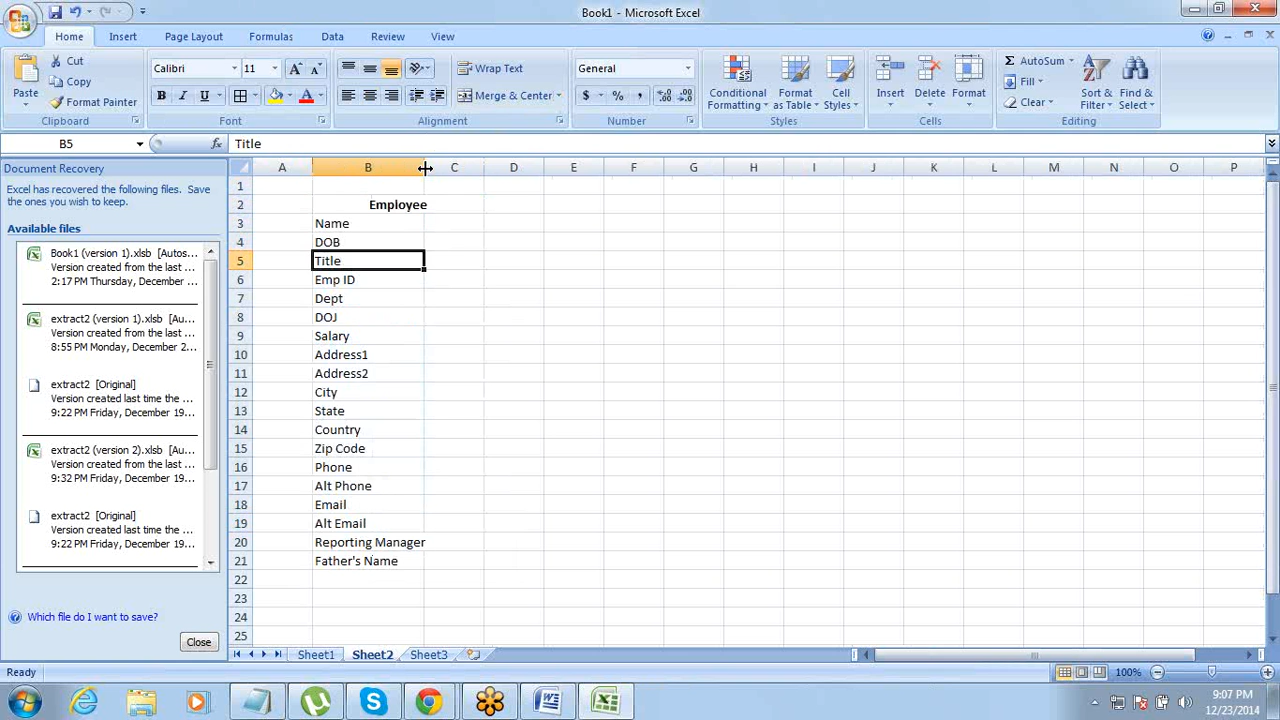 Book1 - Microsoft Excel
Home Insert Page Layout Formulas Data Review View
Paste
Cut
Copy
Format Painter
Clipboard
Calibri 11
B I U
Font
Wrap Text
Merge & Center
Alignment
General
$ % ,
Number
Conditional Formatting
Format as Table
Cell Styles
Styles
Insert Delete Format
Cells
AutoSum
Fill
Clear
Sort & Filter
Find & Select
Editing
B5
fx
Title
Document Recovery
Excel has recovered the following files. Save
the ones you wish to keep.
Available files
Book1 (version 1).xlsb [Autos...
Version created from the last ...
2:17 PM Thursday, December ...
extract2 (version 1).xlsb [Au...
Version created from the last ...
8:55 PM Monday, December 2...
extract2 [Original]
Version created last time the ...
9:22 PM Friday, December 19...
extract2 (version 2).xlsb [Au...
Version created from the last ...
9:32 PM Friday, December 19...
extract2 [Original]
Version created last time the ...
9:22 PM Friday, December 19...
Which file do I want to save?
Close
A B C D E F G H I J K L M N O P
1
2 Employee
3 Name
4 DOB
5 Title
6 Emp ID
7 Dept
8 DOJ
9 Salary
10 Address1
11 Address2
12 City
13 State
14 Country
15 Zip Code
16 Phone
17 Alt Phone
18 Email
19 Alt Email
20 Reporting Manager
21 Father's Name
22
23
24
25
Sheet1 Sheet2 Sheet3
Ready
100%
9:07 PM
12/23/2014